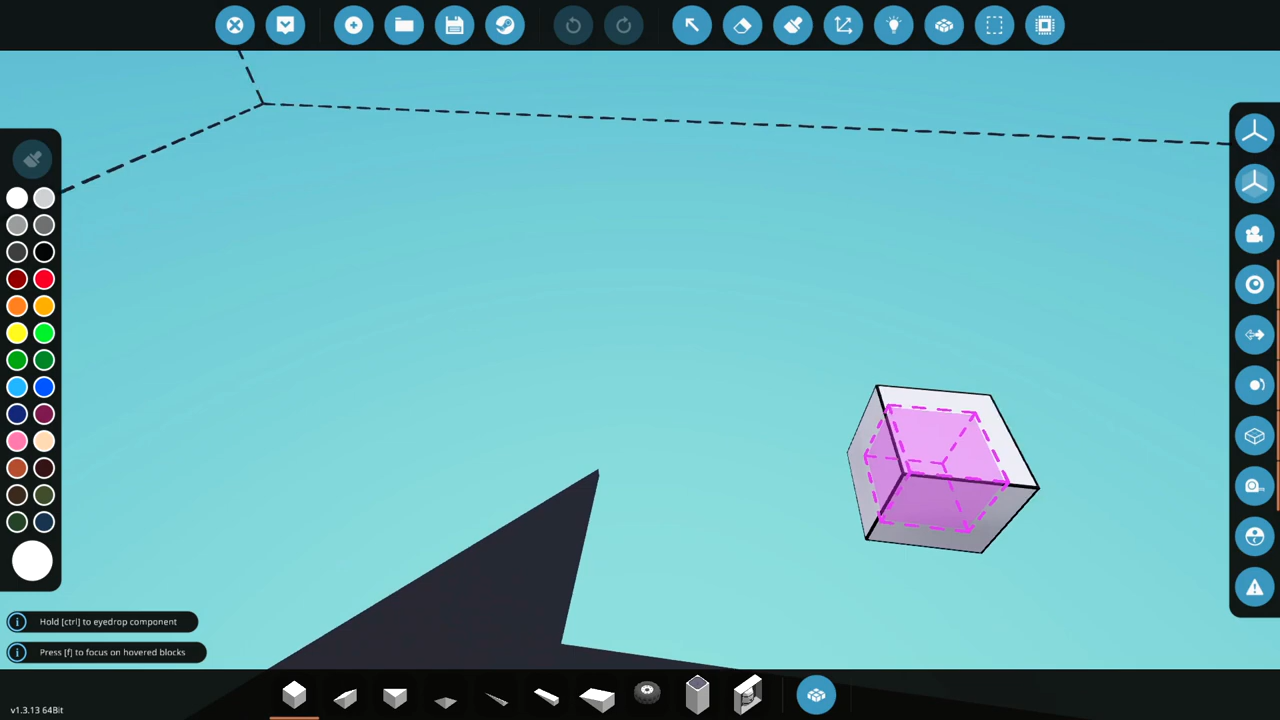 Hold [ctrl] to eyedrop component
Press [f] to focus on hovered blocks
v1.3.13 64Bit